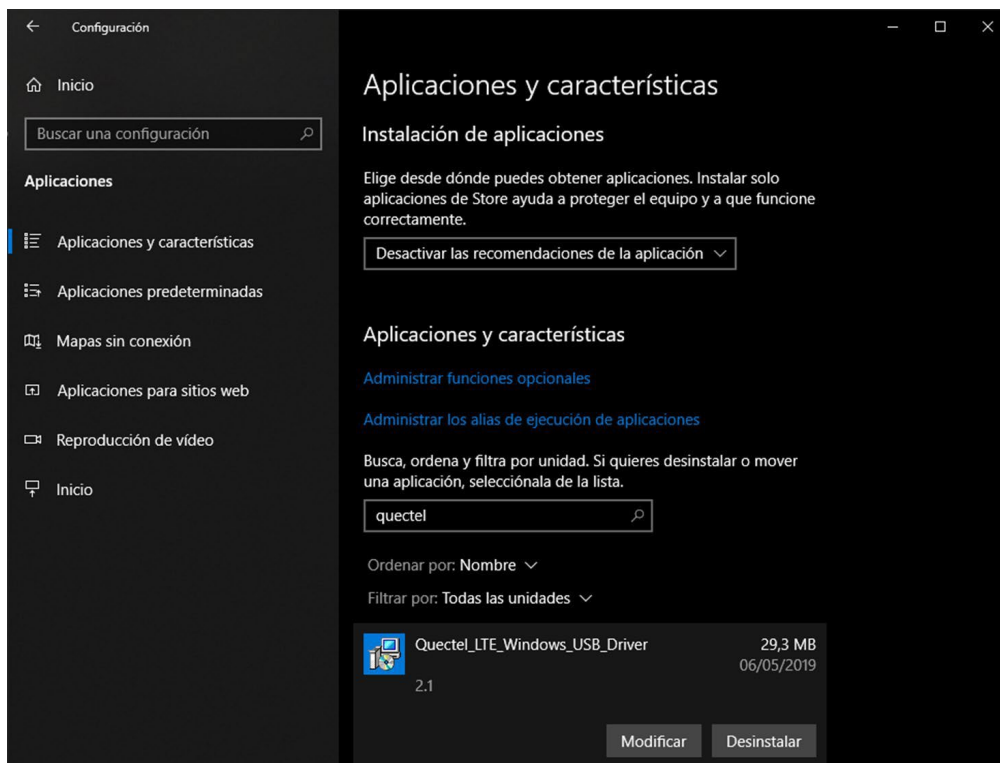 Configuración
Inicio
Buscar una configuración
Aplicaciones
Aplicaciones y características
Aplicaciones predeterminadas
Mapas sin conexión
Aplicaciones para sitios web
Reproducción de vídeo
Inicio
Aplicaciones y características
Instalación de aplicaciones
Elige desde dónde puedes obtener aplicaciones. Instalar solo
aplicaciones de Store ayuda a proteger el equipo y a que funcione
correctamente.
Desactivar las recomendaciones de la aplicación
Aplicaciones y características
Administrar funciones opcionales
Administrar los alias de ejecución de aplicaciones
Busca, ordena y filtra por unidad. Si quieres desinstalar o mover
una aplicación, selecciónala de la lista.
quectel
Ordenar por: Nombre
Filtrar por: Todas las unidades
Quectel_LTE_Windows_USB_Driver 29,3 MB
06/05/2019
2.1
Modificar Desinstalar